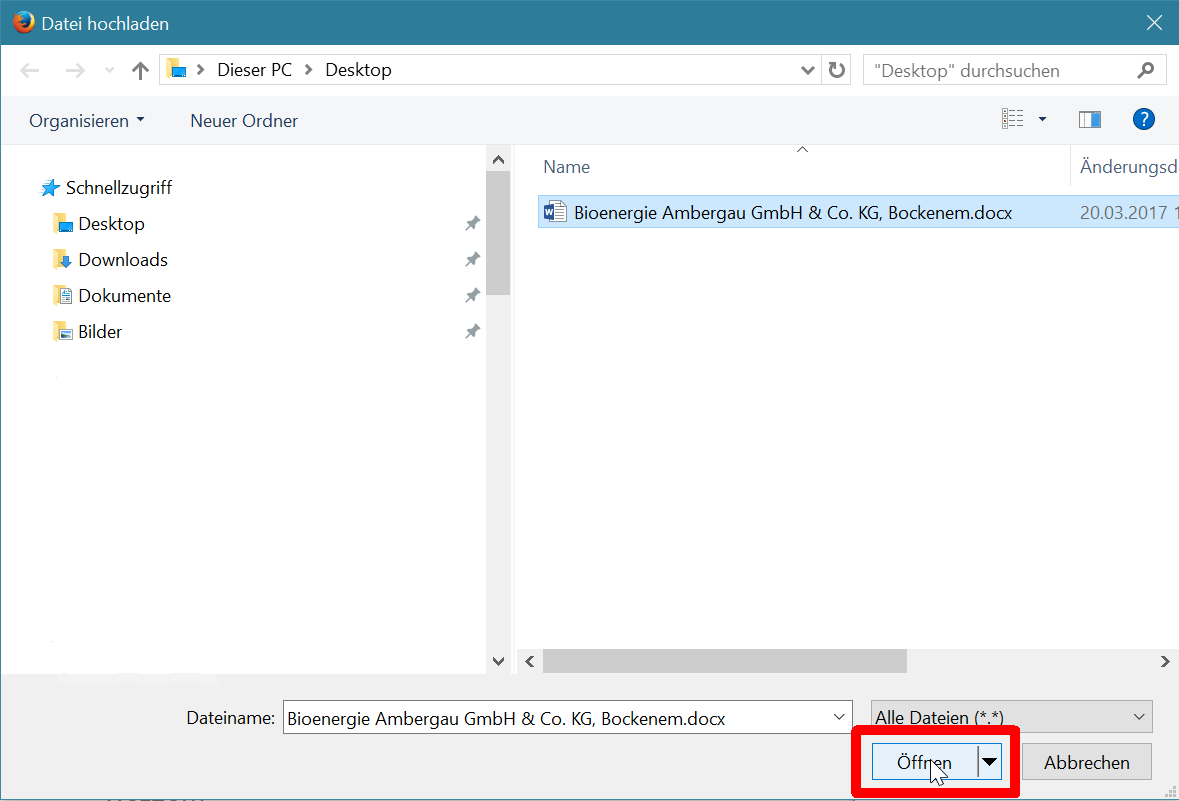 Datei hochladen
Dieser PC > Desktop
"Desktop" durchsuchen
Organisieren
Neuer Ordner
?
Name
Änderungsd
Schnellzugriff
Desktop
Downloads
Dokumente
Bilder
Bioenergie Ambergau GmbH & Co. KG, Bockenem.docx
20.03.2017 1
Dateiname:
Bioenergie Ambergau GmbH & Co. KG, Bockenem.docx
Alle Dateien (*.*)
Öffnen
Abbrechen